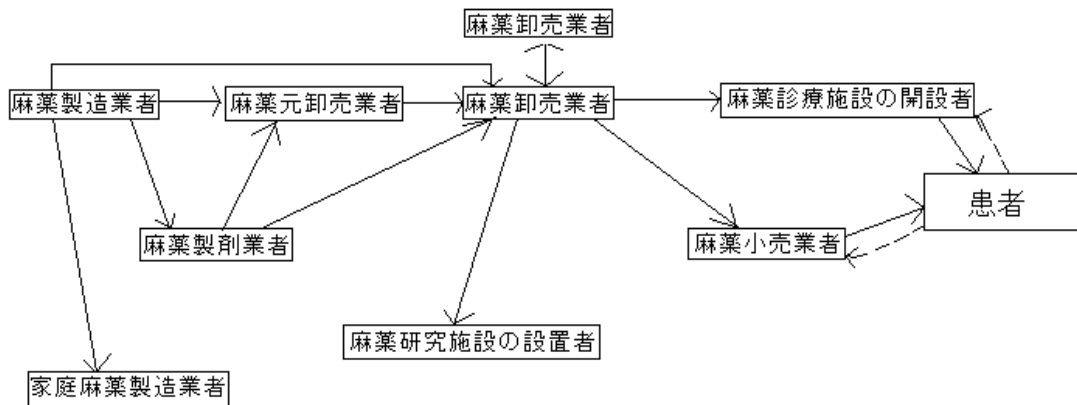 麻薬卸売業者
麻薬製造業者
麻薬元卸売業者
麻薬卸売業者
麻薬診療施設の開設者
患者
麻薬製剤業者
麻薬小売業者
麻薬研究施設の設置者
家庭麻薬製造業者